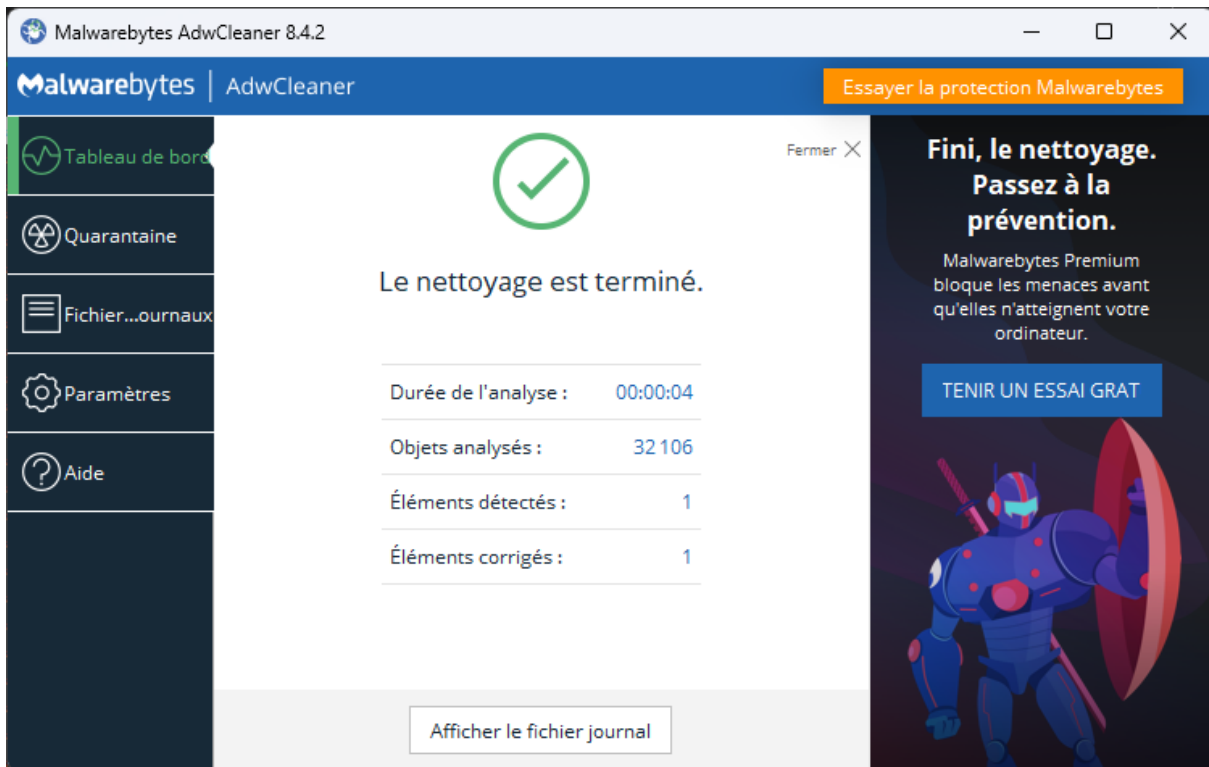 Malwarebytes AdwCleaner 8.4.2
Malwarebytes | AdwCleaner
Essayer la protection Malwarebytes
Tableau de bord
Quarantaine
Fichier...ournaux
Paramètres
Aide
Fermer
Le nettoyage est terminé.
Durée de l'analyse : 00:00:04
Objets analysés : 32 106
Éléments détectés : 1
Éléments corrigés : 1
Afficher le fichier journal
Fini, le nettoyage.
Passez à la
prévention.
Malwarebytes Premium
bloque les menaces avant
qu'elles n'atteignent votre
ordinateur.
TENIR UN ESSAI GRAT